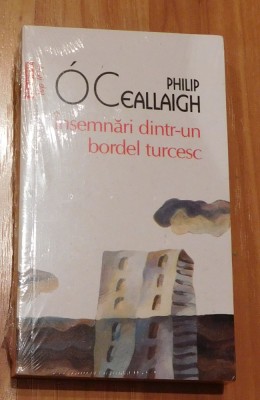 PHILIP
Ó CEALLAIGH
Însemnări dintr-un
bordel turcesc